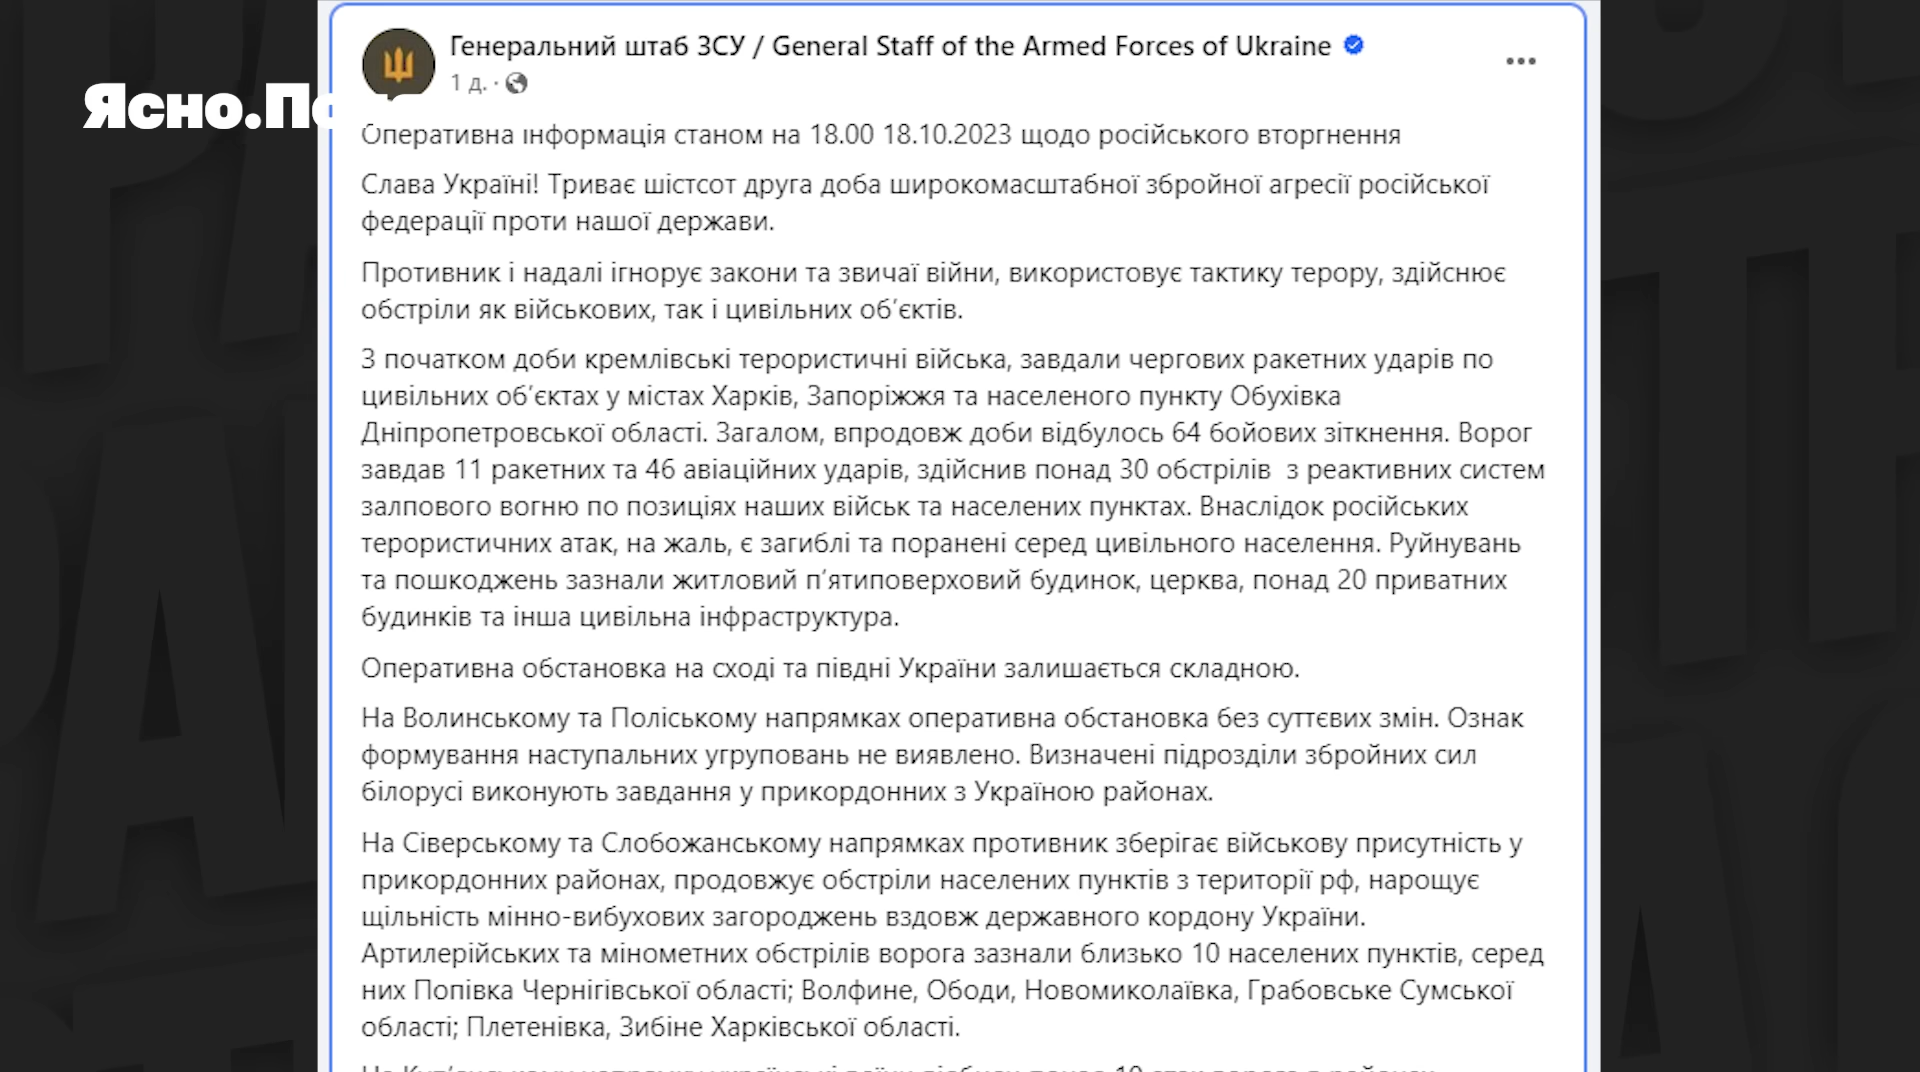 Генеральний штаб ЗСУ / General Staff of the Armed Forces of Ukraine
1 д. ·
Ясно.По
Оперативна інформація станом на 18.00 18.10.2023 щодо російського вторгнення
Слава Україні! Триває шістсот друга доба широкомасштабної збройної агресії російської
федерації проти нашої держави.
Противник і надалі ігнорує закони та звичаї війни, використовує тактику терору, здійснює
обстріли як військових, так і цивільних об’єктів.
З початком доби кремлівські терористичні війська, завдали чергових ракетних ударів по
цивільних об’єктах у містах Харків, Запоріжжя та населеного пункту Обухівка
Дніпропетровської області. Загалом, впродовж доби відбулось 64 бойових зіткнення. Ворог
завдав 11 ракетних та 46 авіаційних ударів, здійснив понад 30 обстрілів з реактивних систем
залпового вогню по позиціях наших військ та населених пунктах. Внаслідок російських
терористичних атак, на жаль, є загиблі та поранені серед цивільного населення. Руйнувань
та пошкоджень зазнали житловий п’ятиповерховий будинок, церква, понад 20 приватних
будинків та інша цивільна інфраструктура.
Оперативна обстановка на сході та півдні України залишається складною.
На Волинському та Поліському напрямках оперативна обстановка без суттєвих змін. Ознак
формування наступальних угруповань не виявлено. Визначені підрозділи збройних сил
білорусі виконують завдання у прикордонних з Україною районах.
На Сіверському та Слобожанському напрямках противник зберігає військову присутність у
прикордонних районах, продовжує обстріли населених пунктів з території рф, нарощує
щільність мінно-вибухових загороджень вздовж державного кордону України.
Артилерійських та мінометних обстрілів ворога зазнали близько 10 населених пунктів, серед
них Попівка Чернігівської області; Волфине, Ободи, Новомиколаївка, Грабовське Сумської
області; Плетенівка, Зибіне Харківської області.